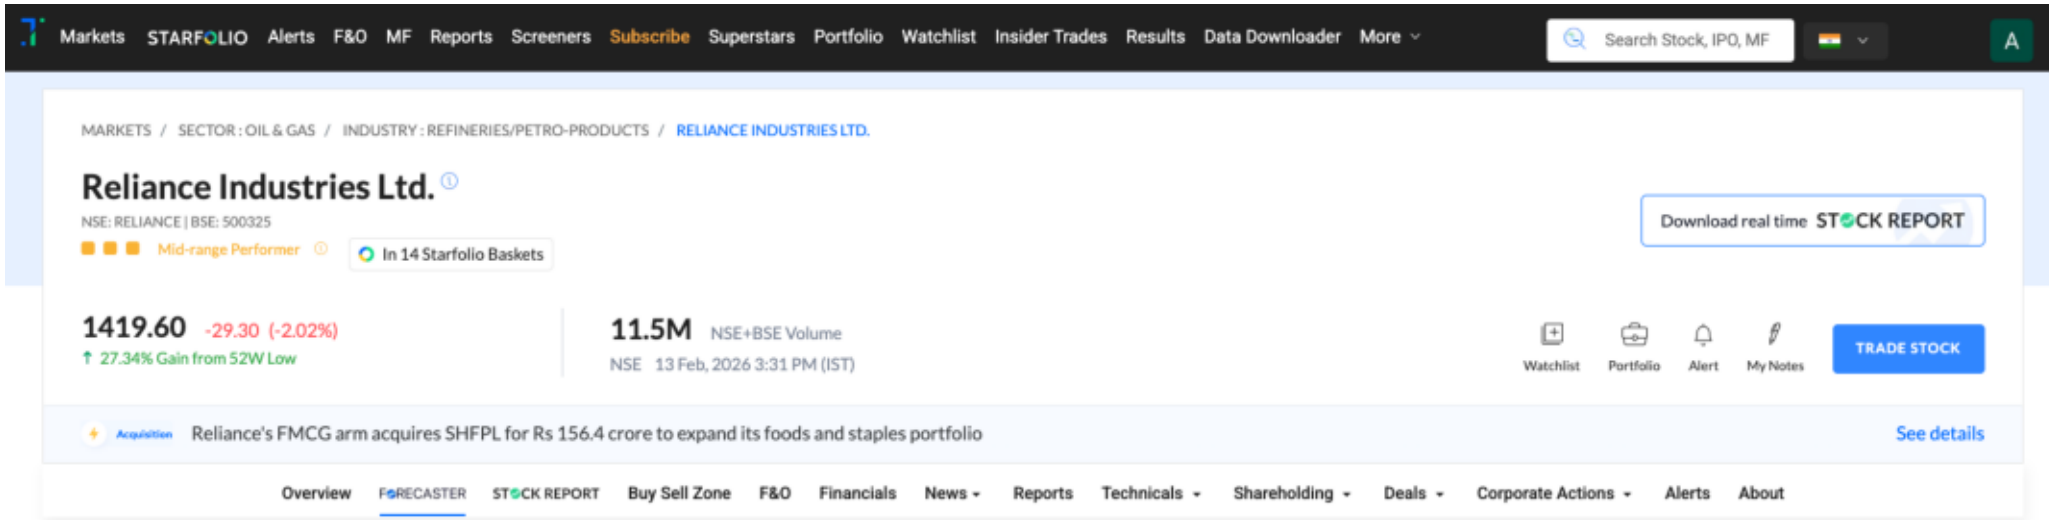 Markets STARFOLIO Alerts F&O MF Reports Screeners Subscribe Superstars Portfolio Watchlist Insider Trades Results Data Downloader More Search Stock, IPO, MF A
MARKETS / SECTOR : OIL & GAS / INDUSTRY : REFINERIES/PETRO-PRODUCTS / RELIANCE INDUSTRIES LTD.
Reliance Industries Ltd.
NSE: RELIANCE | BSE: 500325
Mid-range Performer In 14 Starfolio Baskets
Download real time STOCK REPORT
1419.60 -29.30 (-2.02%)
↑ 27.34% Gain from 52W Low
11.5M NSE+BSE Volume
NSE 13 Feb, 2026 3:31 PM (IST)
Watchlist Portfolio Alert My Notes TRADE STOCK
Acquisition Reliance's FMCG arm acquires SHFPL for Rs 156.4 crore to expand its foods and staples portfolio See details
Overview FORECASTER STOCK REPORT Buy Sell Zone F&O Financials News Reports Technicals Shareholding Deals Corporate Actions Alerts About